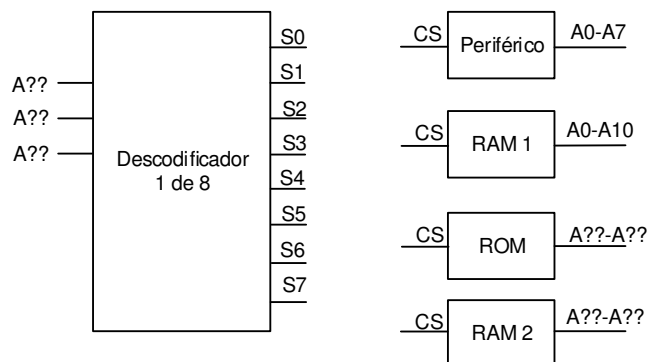 A??
A??
A??
Descodificador
1 de 8
S0
S1
S2
S3
S4
S5
S6
S7
CS
Periférico
A0-A7
CS
RAM 1
A0-A10
CS
ROM
A??-A??
CS
RAM 2
A??-A??